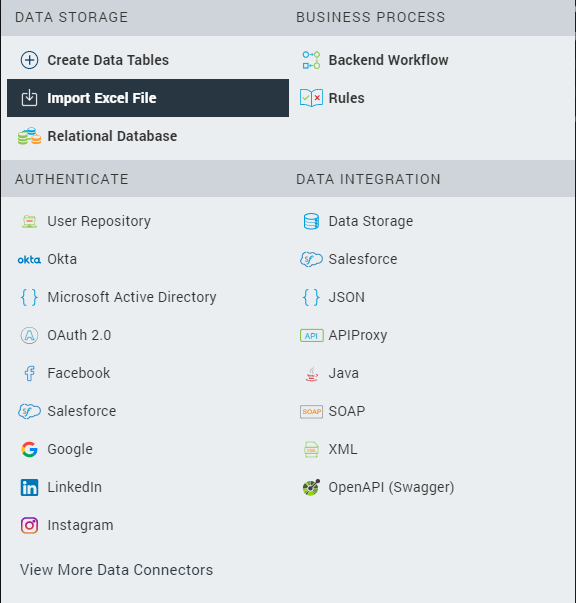 DATA STORAGE
Create Data Tables
Import Excel File
Relational Database
BUSINESS PROCESS
Backend Workflow
Rules
AUTHENTICATE
User Repository
okta Okta
Microsoft Active Directory
OAuth 2.0
Facebook
Salesforce
Google
LinkedIn
Instagram
View More Data Connectors
DATA INTEGRATION
Data Storage
Salesforce
JSON
API APIProxy
Java
SOAP SOAP
XML XML
OpenAPI (Swagger)